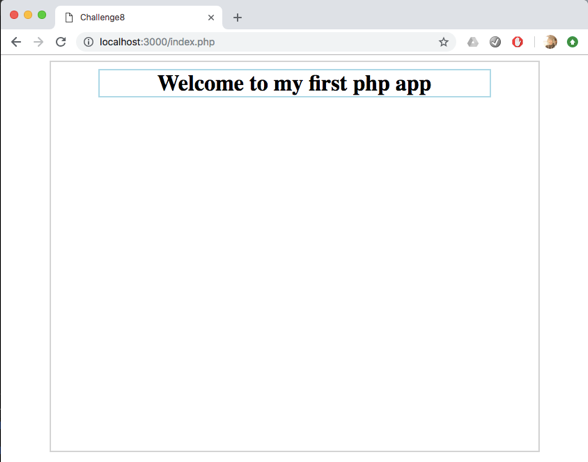 Challenge8
localhost:3000/index.php
Welcome to my first php app